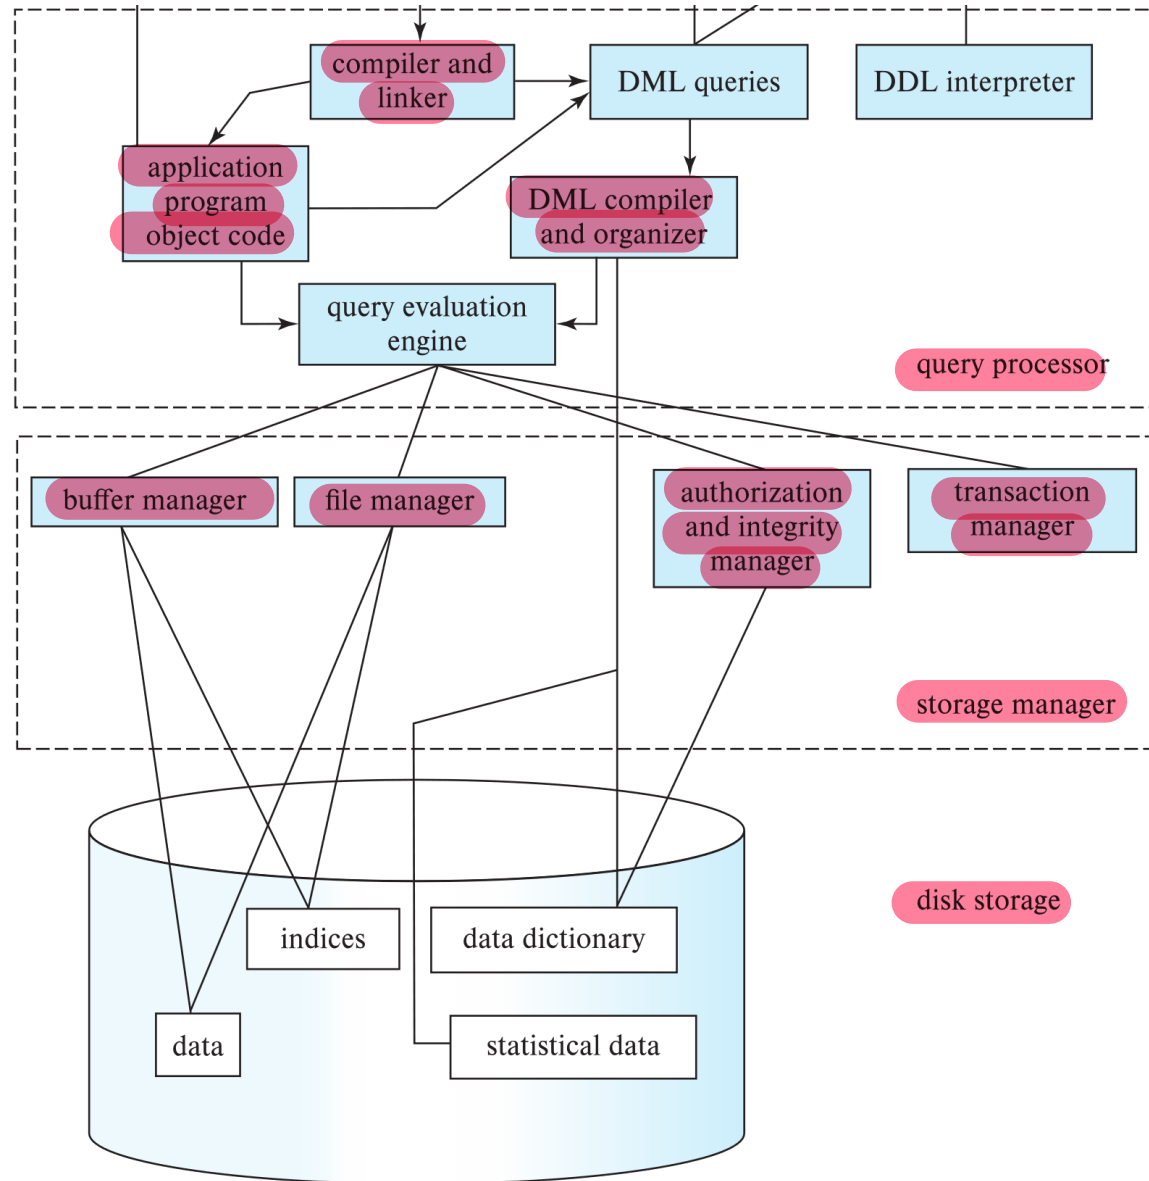 compiler and
linker
DML queries
DDL interpreter
application
program
object code
DML compiler
and organizer
query evaluation
engine
query processor
buffer manager
file manager
authorization
and integrity
manager
transaction
manager
storage manager
disk storage
indices
data dictionary
data
statistical data